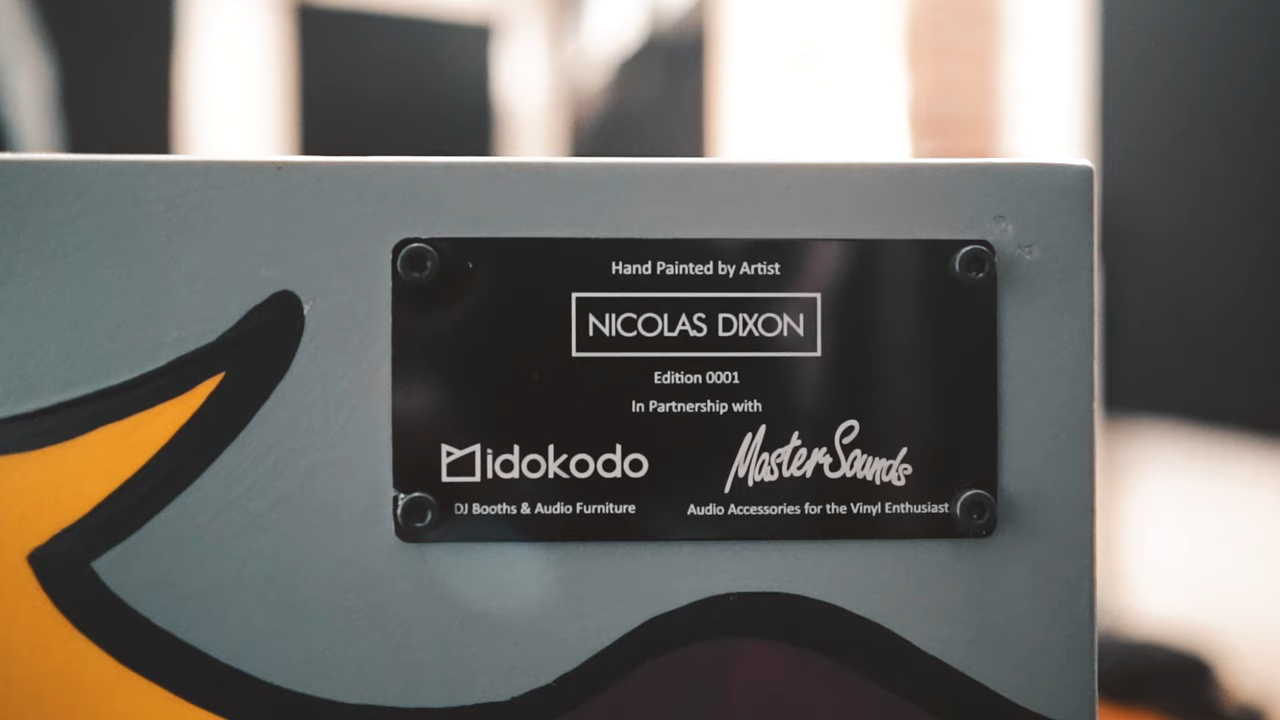 Hand Painted by Artist
NICOLAS DIXON
Edition 0001
In Partnership with
idokodo
MasterSounds
DJ Booths & Audio Furniture
Audio Accessories for the Vinyl Enthusiast